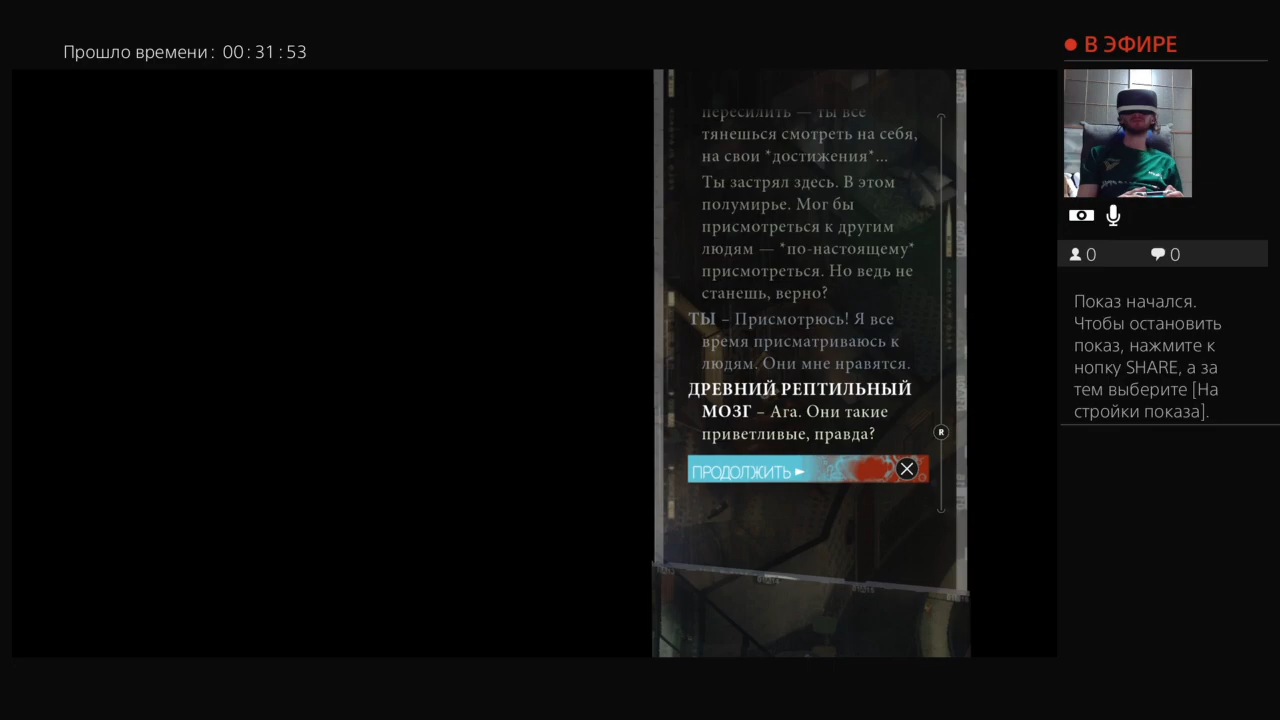 Прошло времени: 00:31:53
В ЭФИРЕ
пересилить — ты все
тянешься смотреть на себя,
на свои *достижения*...
Ты застрял здесь. В этом
полумирье. Мог бы
присмотреться к другим
людям — *по-настоящему*
присмотреться. Но ведь не
станешь, верно?
ТЫ – Присмотрюсь! Я все
время присматриваюсь к
людям. Они мне нравятся.
ДРЕВНИЙ РЕПТИЛЬНЫЙ
МОЗГ – Ага. Они такие
приветливые, правда?
R
ПРОДОЛЖИТЬ
0 0
Показ начался.
Чтобы остановить
показ, нажмите к
нопку SHARE, а за
тем выберите [На
стройки показа].